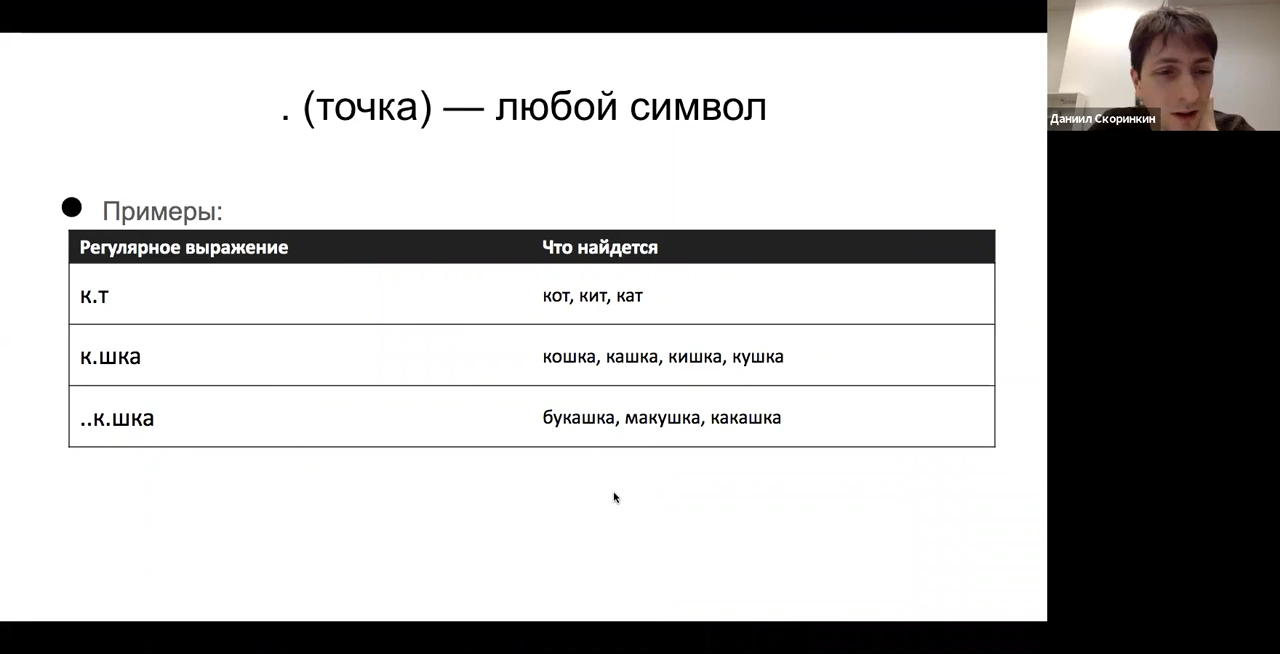 . (точка) — любой символ
Даниил Скоринкин
Примеры:
Регулярное выражение Что найдется
к.т кот, кит, кат
к.шка кошка, кашка, кишка, кушка
..к.шка букашка, макушка, какашка